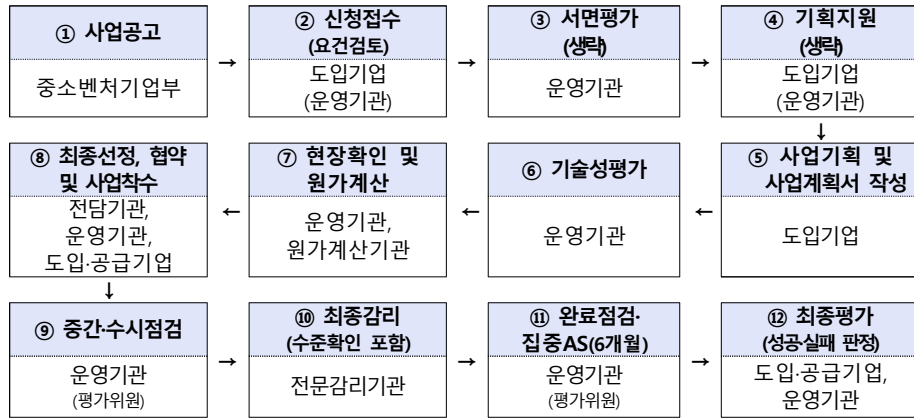 ① 사업공고
중소벤처기업부
→
② 신청접수
(요건검토)
도입기업
(운영기관)
→
③ 서면평가
(생략)
운영기관
→
④ 기획지원
(생략)
도입기업
(운영기관)
↓
⑤ 사업기획 및
사업계획서 작성
도입기업
←
⑥ 기술성평가
운영기관
←
⑦ 현장확인 및
원가계산
운영기관,
원가계산기관
←
⑧ 최종선정, 협약
및 사업착수
전담기관,
운영기관,
도입·공급기업
↓
⑨ 중간·수시점검
운영기관
(평가위원)
→
⑩ 최종감리
(수준확인 포함)
전문감리기관
→
⑪ 완료점검·
집중AS(6개월)
운영기관
(평가위원)
→
⑫ 최종평가
(성공·실패 판정)
도입·공급기업,
운영기관